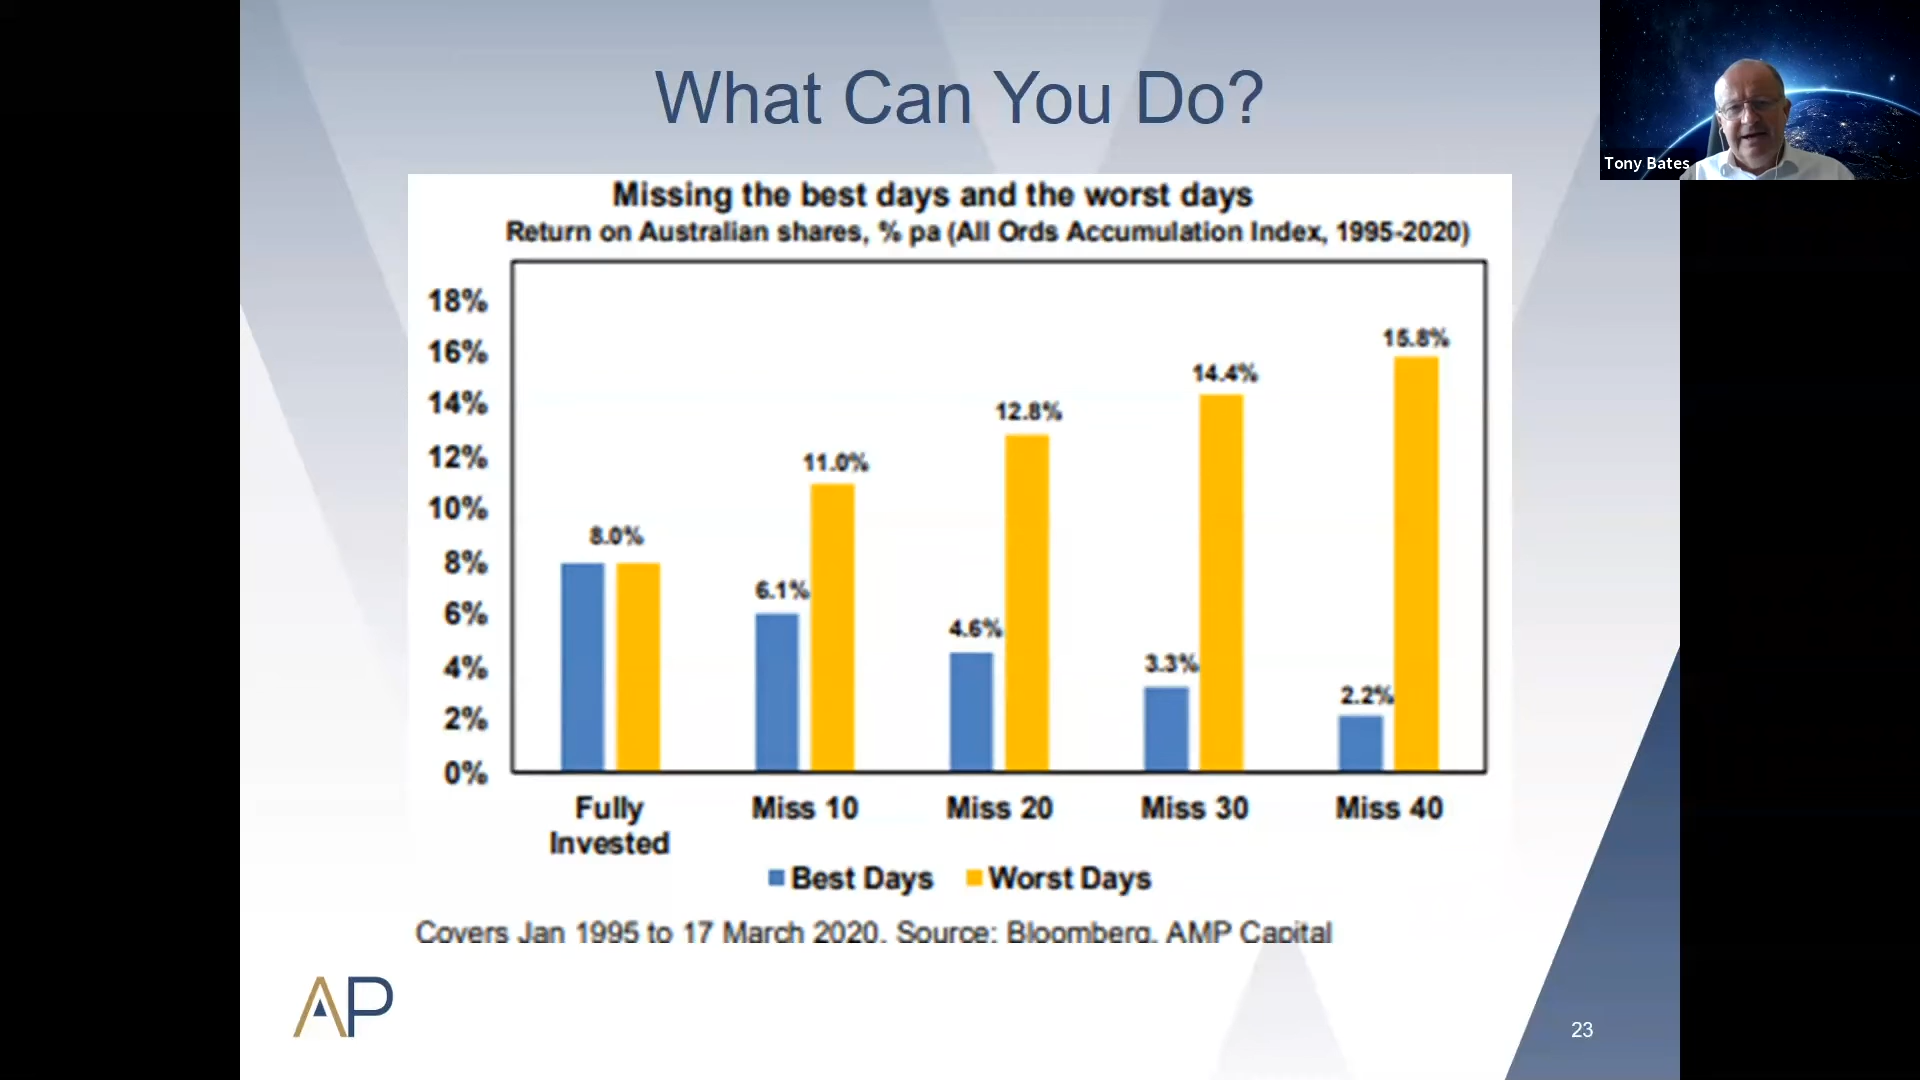 What Can You Do?
Tony Bates
Missing the best days and the worst days
Return on Australian shares, % pa (All Ords Accumulation Index, 1995-2020)
18%
16%
14%
12%
10%
8%
6%
4%
2%
0%
8.0%
6.1%
11.0%
4.6%
12.8%
3.3%
14.4%
2.2%
15.8%
Fully Invested
Miss 10
Miss 20
Miss 30
Miss 40
Best Days
Worst Days
Covers Jan 1995 to 17 March 2020. Source: Bloomberg, AMP Capital
AP
23